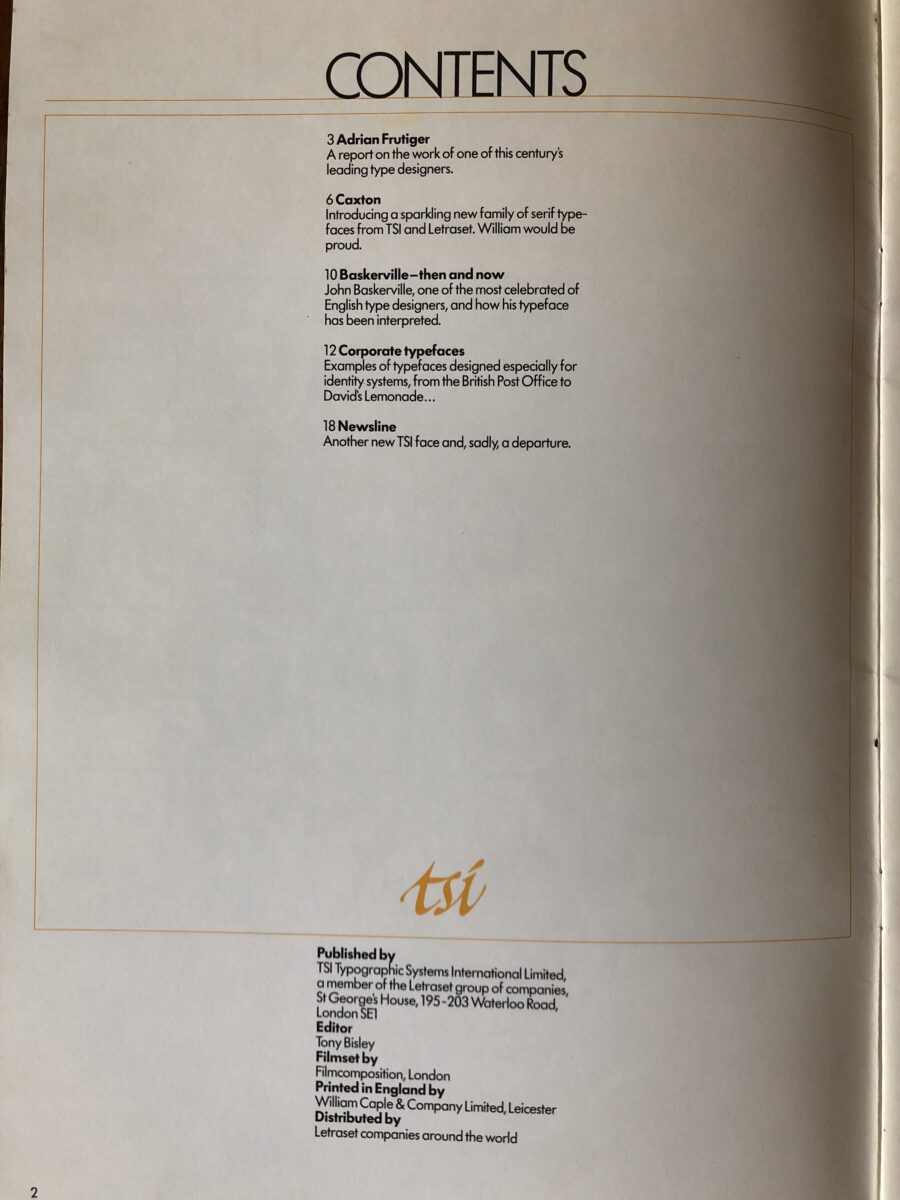 CONTENTS
3 Adrian Frutiger
A report on the work of one of this century's
leading type designers.
6 Caxton
Introducing a sparkling new family of serif type-
faces from TSI and Letraset. William would be
proud.
10 Baskerville–then and now
John Baskerville, one of the most celebrated of
English type designers, and how his typeface
has been interpreted.
12 Corporate typefaces
Examples of typefaces designed especially for
identity systems, from the British Post Office to
David's Lemonade...
18 Newsline
Another new TSI face and, sadly, a departure.
tsi
Published by
TSI Typographic Systems International Limited,
a member of the Letraset group of companies,
St George's House, 195-203 Waterloo Road,
London SE1
Editor
Tony Bisley
Filmset by
Filmcomposition, London
Printed in England by
William Caple & Company Limited, Leicester
Distributed by
Letraset companies around the world
2